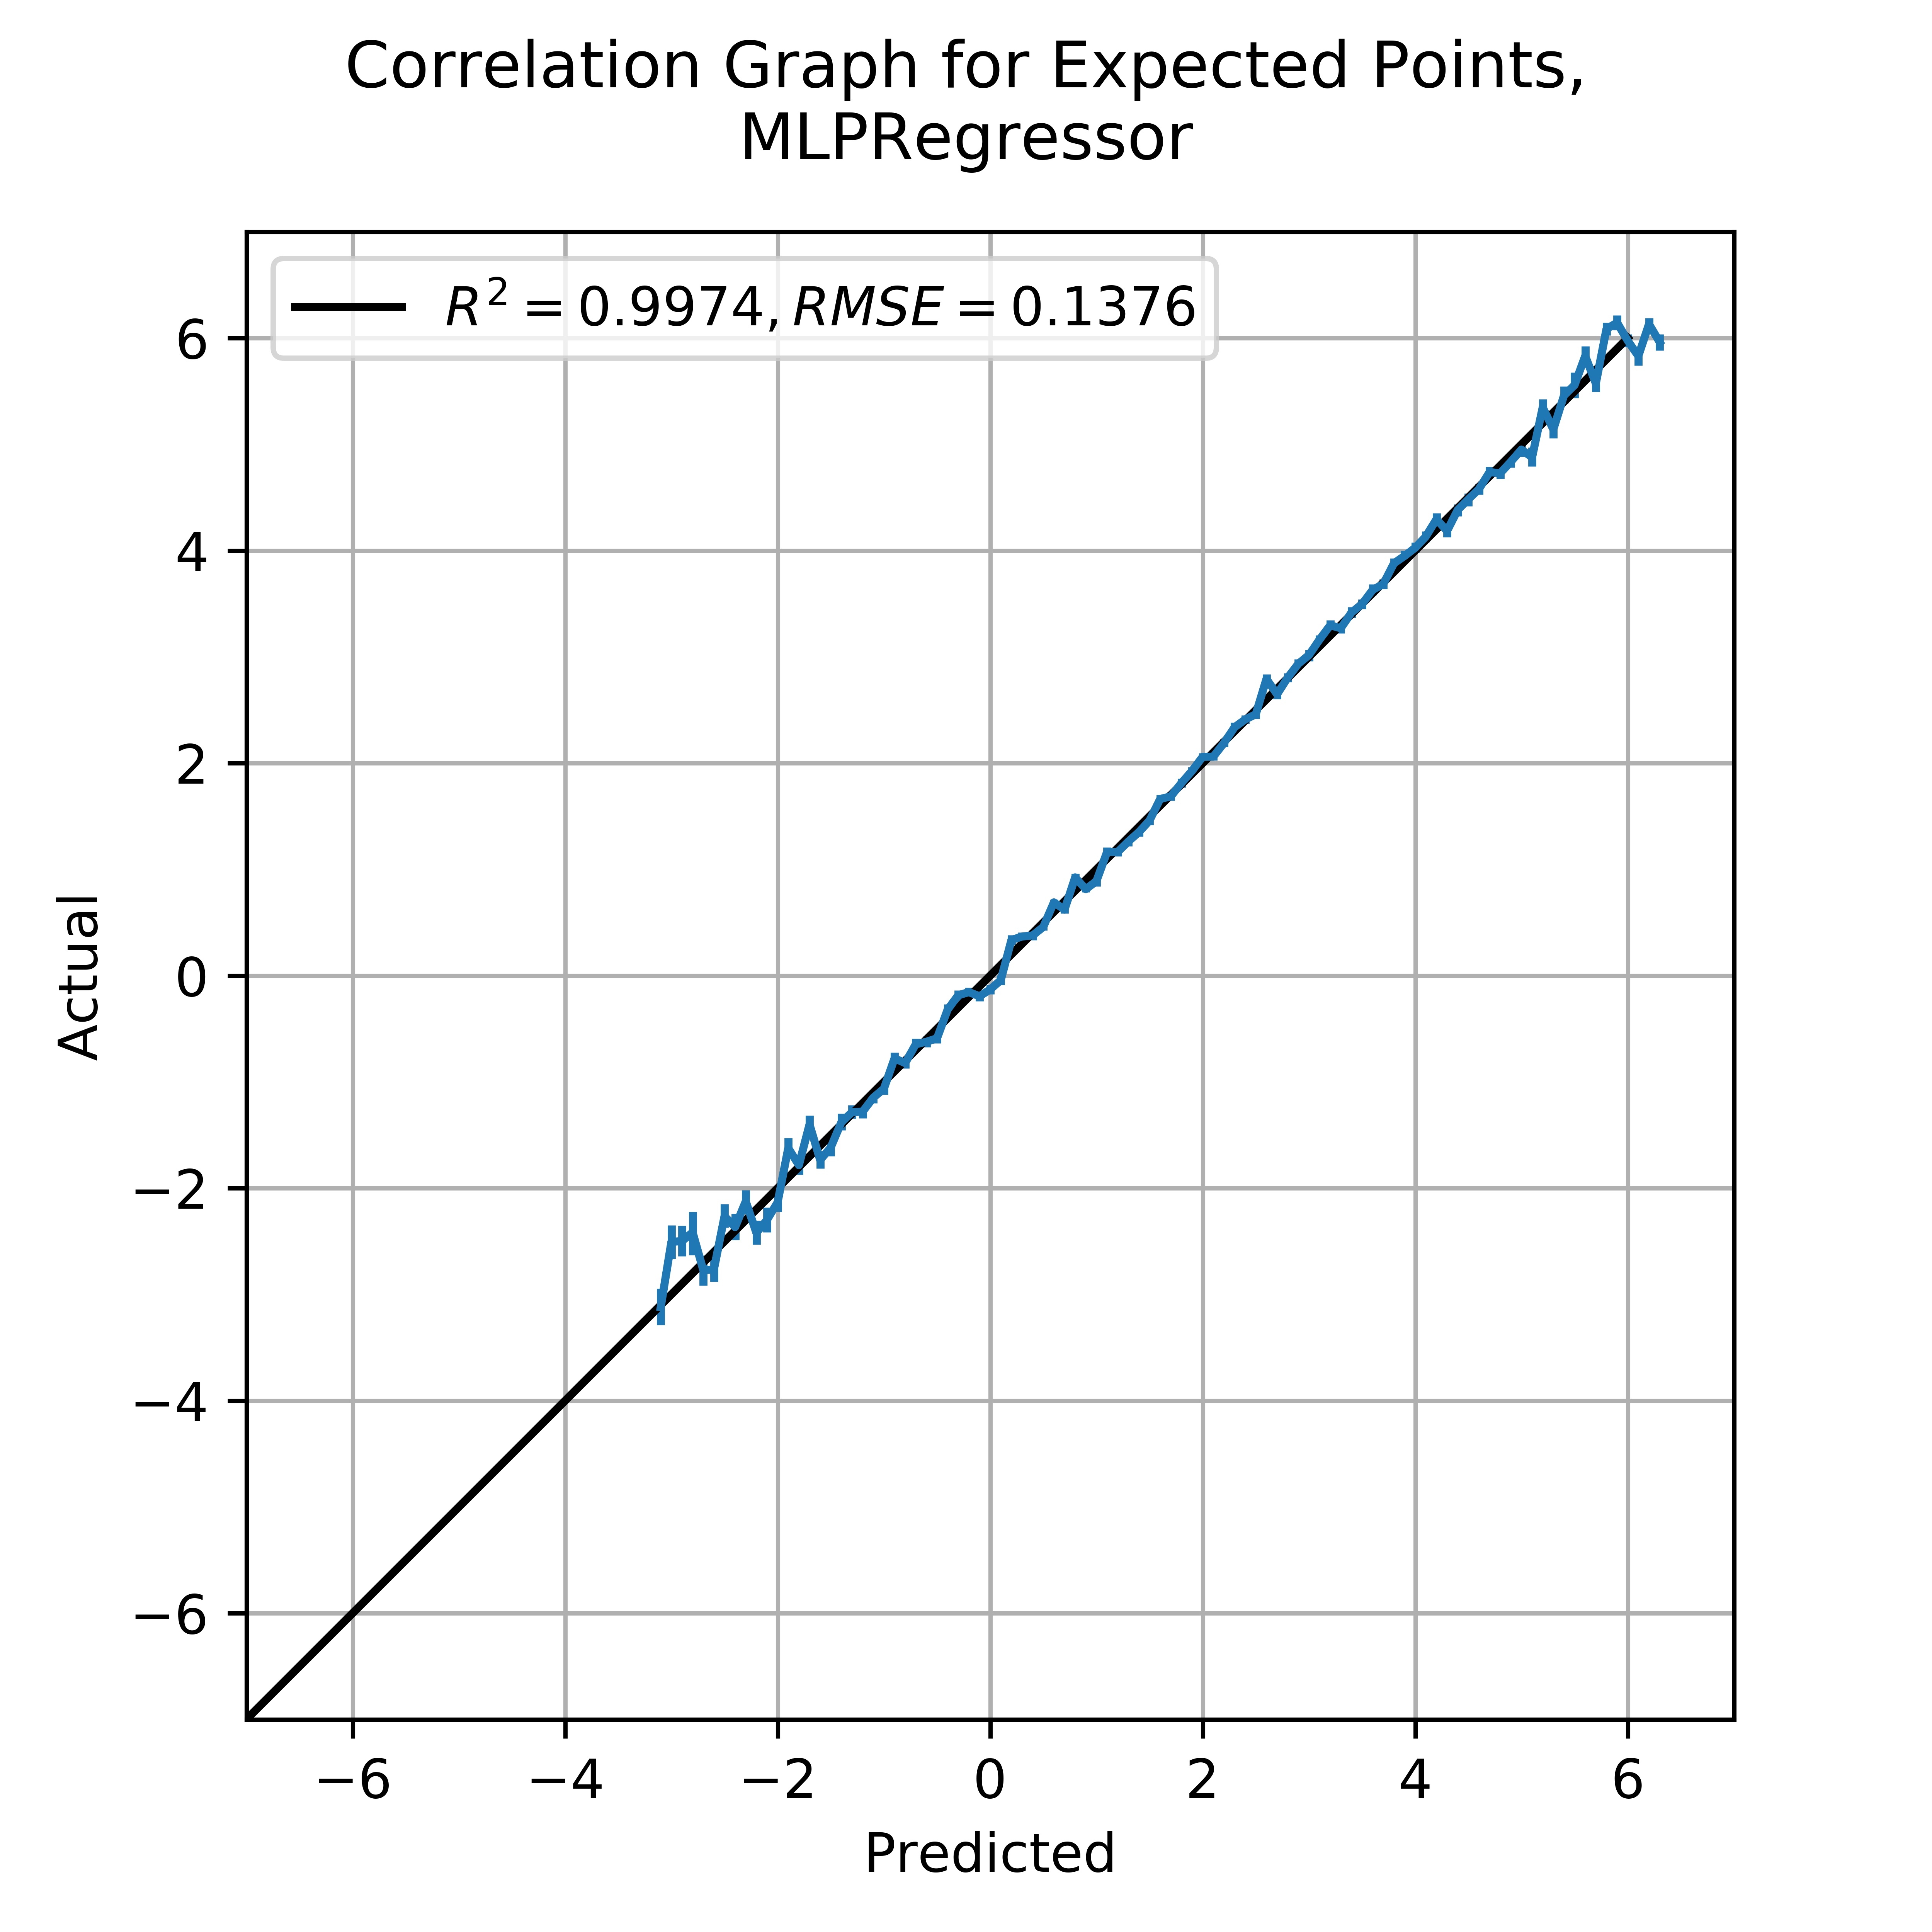 Correlation Graph for Expected Points,
MLPRegressor
R² = 0.9974, RMSE = 0.1376
6
4
2
0
−2
−4
−6
Actual
−6 −4 −2 0 2 4 6
Predicted